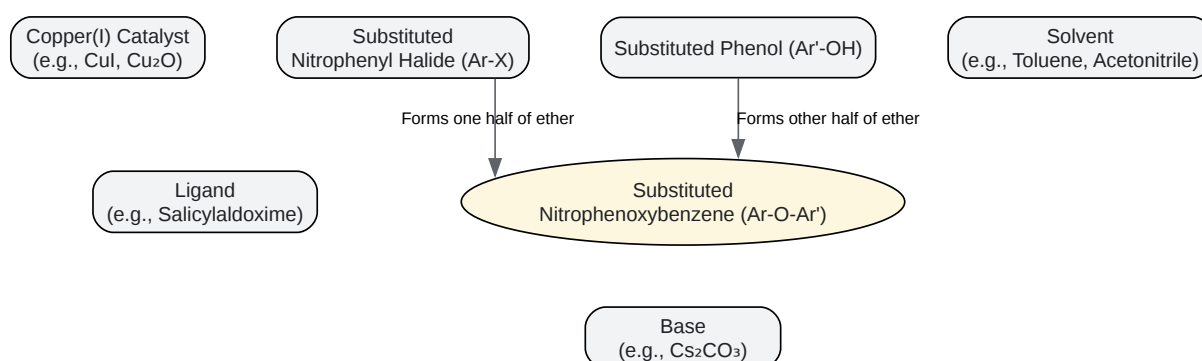 Copper(I) Catalyst
(e.g., CuI, Cu₂O)
Substituted
Nitrophenyl Halide (Ar-X)
Substituted Phenol (Ar'-OH)
Solvent
(e.g., Toluene, Acetonitrile)
Forms one half of ether
Forms other half of ether
Ligand
(e.g., Salicylaldoxime)
Substituted
Nitrophenoxybenzene (Ar-O-Ar')
Base
(e.g., Cs₂CO₃)